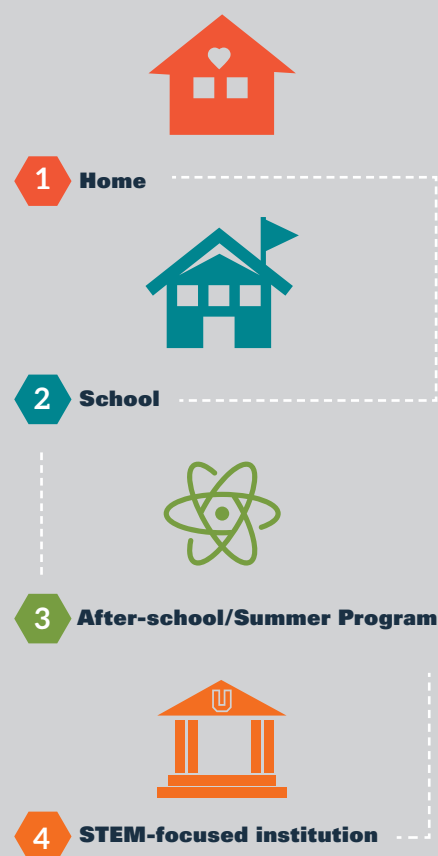 1 Home
2 School
3 After-school/Summer Program
U
4 STEM-focused institution